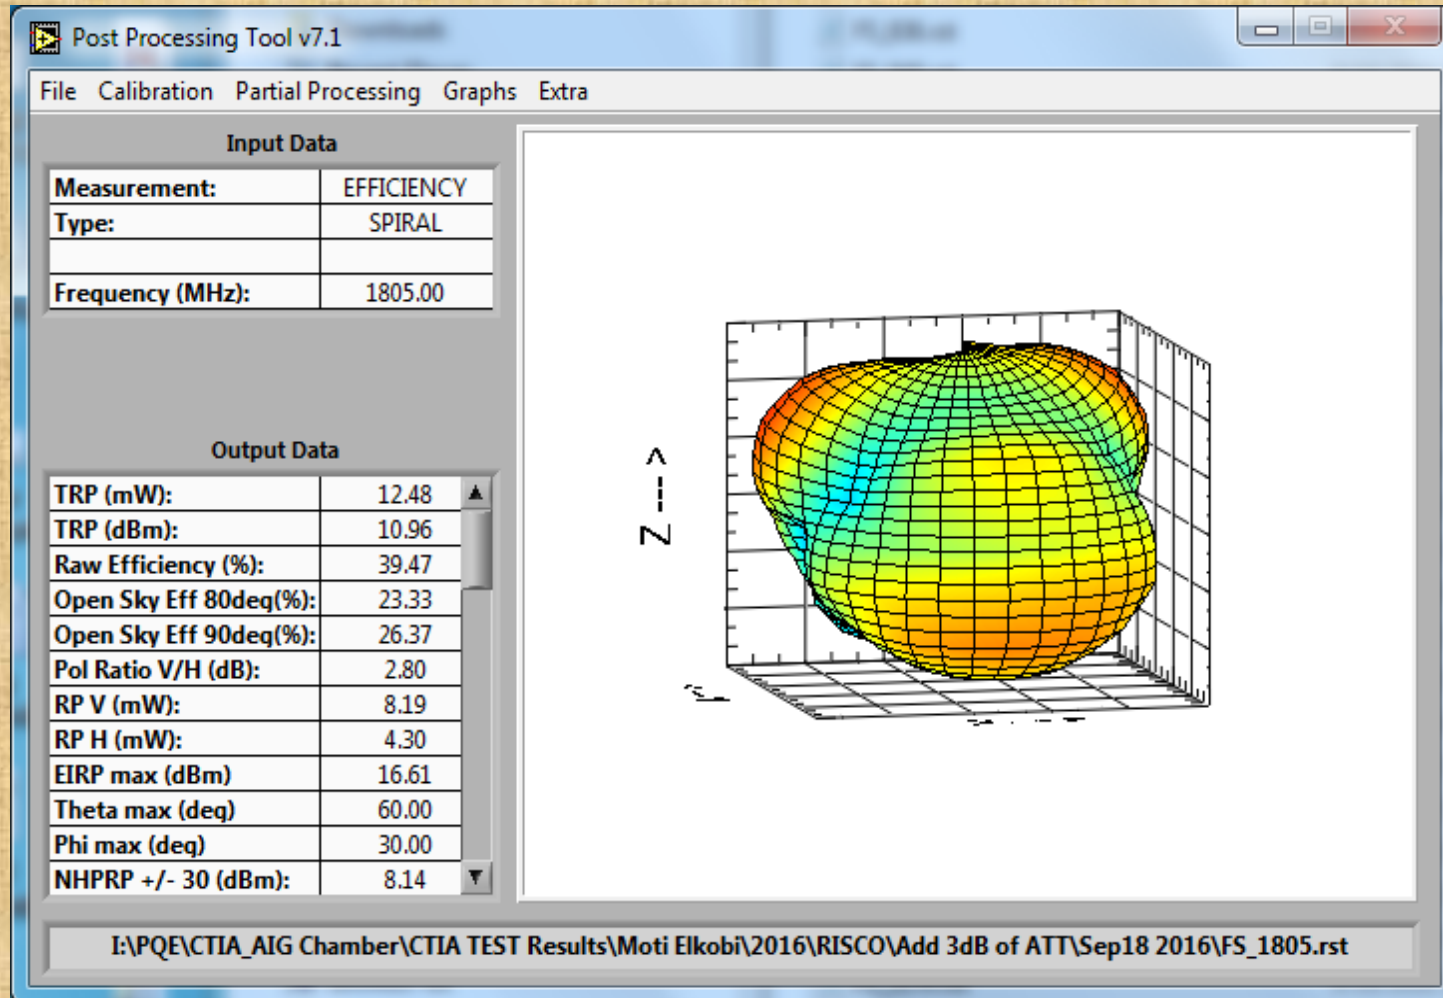 Post Processing Tool v7.1
File Calibration Partial Processing Graphs Extra
Input Data
Measurement: EFFICIENCY
Type: SPIRAL
Frequency (MHz): 1805.00
Output Data
TRP (mW): 12.48
TRP (dBm): 10.96
Raw Efficiency (%): 39.47
Open Sky Eff 80deg(%): 23.33
Open Sky Eff 90deg(%): 26.37
Pol Ratio V/H (dB): 2.80
RP V (mW): 8.19
RP H (mW): 4.30
EIRP max (dBm) 16.61
Theta max (deg) 60.00
Phi max (deg) 30.00
NHPRP +/- 30 (dBm): 8.14
Z --->
I:\PQE\CTIA_AIG Chamber\CTIA TEST Results\Moti Elkobi\2016\RISCO\Add 3dB of ATT\Sep18 2016\FS_1805.rst